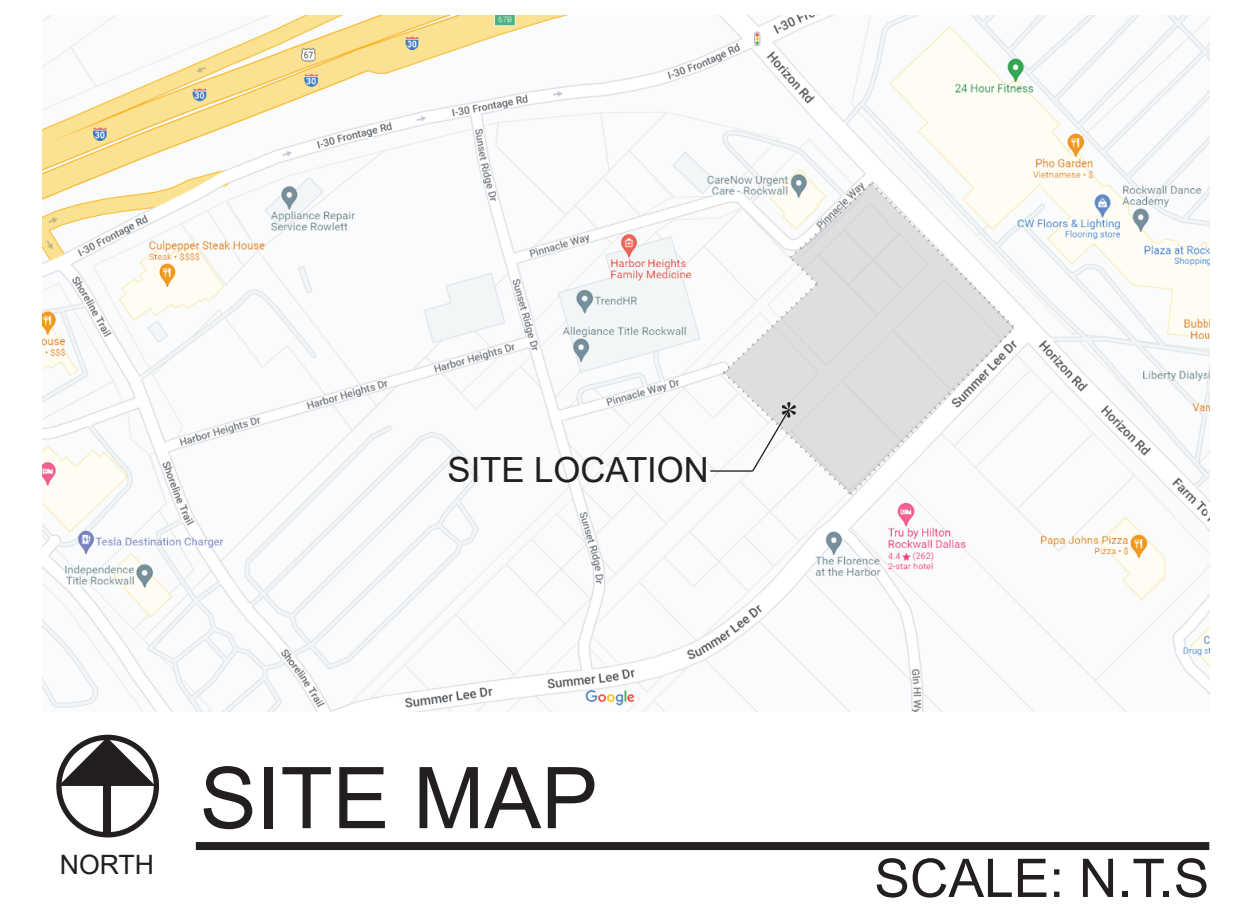 67B
I-30 Fr
67
30
30
30
30
I-30 Frontage Rd
I-30 Frontage Rd
I-30 Frontage Rd
I-30 Frontage Rd
Horizon Rd
24 Hour Fitness
Pho Garden
Vietnamese • $
Rockwall Dance
Academy
CW Floors & Lighting
Flooring store
Plaza at Rock
Shopping
Sunset Ridge Dr
CareNow Urgent
Care - Rockwall
Pinnacle Way
Appliance Repair
Service Rowlett
Culpepper Steak House
Steak • $$$$
Pinnacle Way
Harbor Heights
Family Medicine
TrendHR
Allegiance Title Rockwall
Sunset Ridge Dr
Shoreline Trail
ouse
• $$$
Harbor Heights Dr
Harbor Heights Dr
Harbor Heights Dr
Pinnacle Way Dr
Summer Lee Dr
Horizon Rd
Horizon Rd
Bubbl
Hou
Liberty Dialysi
Van
Farm To
SITE LOCATION
*
Shoreline Trail
Tesla Destination Charger
Independence
Title Rockwall
Sunset Ridge Dr
Tru by Hilton
Rockwall Dallas
4.4 ★ (262)
2-star hotel
The Florence
at the Harbor
Papa Johns Pizza
Pizza • $
C
Drug st
Summer Lee Dr
Shoreline Trail
Summer Lee Dr
Summer Lee Dr
Gln Hl Wy
Google
NORTH
SITE MAP
SCALE: N.T.S